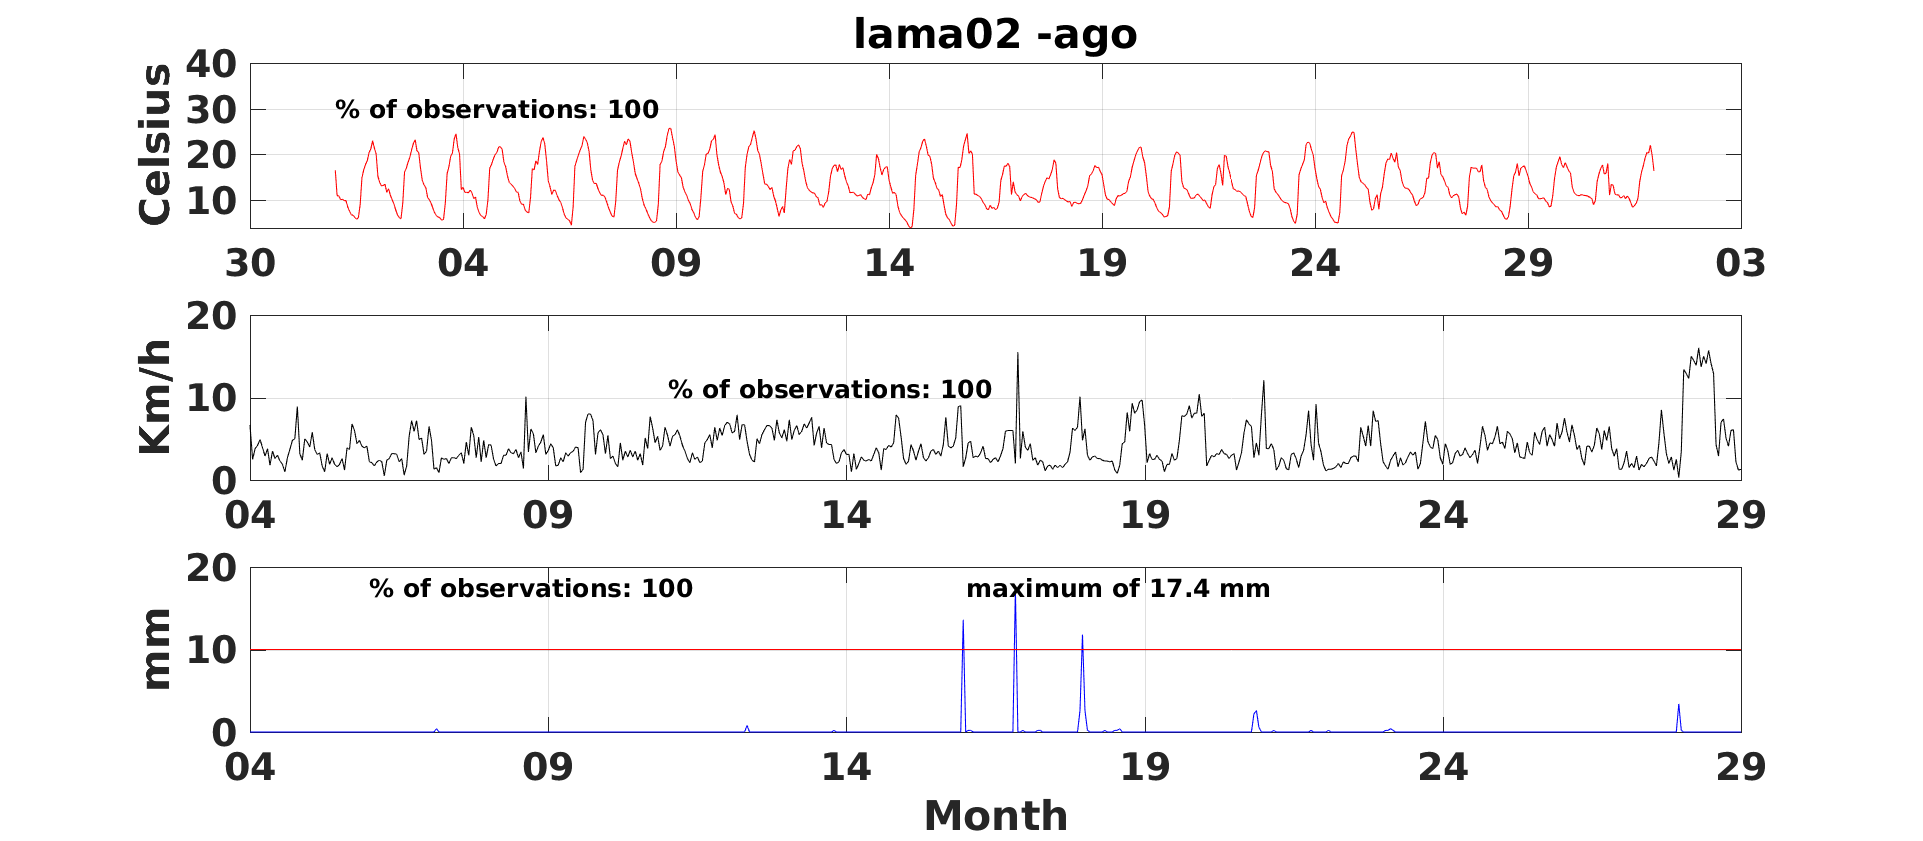 lama02 -ago
Celsius
40
30
20
10
% of observations: 100
30 04 09 14 19 24 29 03
Km/h
20
10
0
% of observations: 100
04 09 14 19 24 29
mm
20
10
0
% of observations: 100 maximum of 17.4 mm
04 09 14 19 24 29
Month